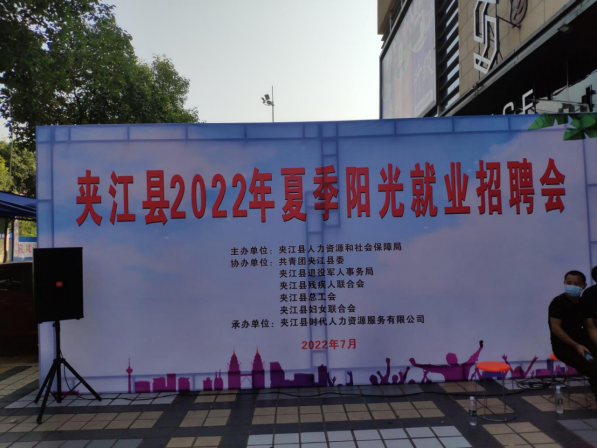 夹江县2022年夏季阳光就业招聘会
主办单位：夹江县人力资源和社会保障局
协办单位：共青团夹江县委
夹江县退役军人事务局
夹江县残疾人联合会
夹江县总工会
夹江县妇女联合会
承办单位：夹江县时代人力资源服务有限公司
2022年7月